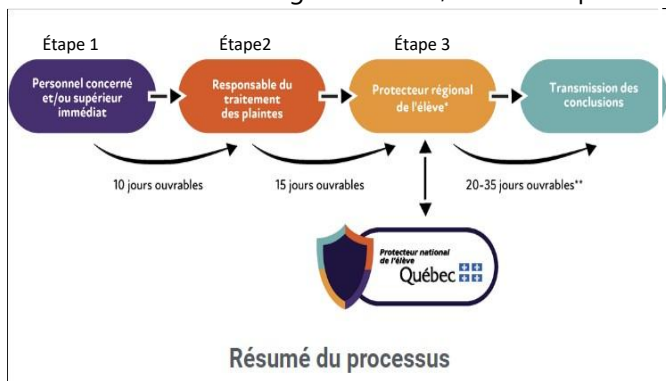 Étape 1
Étape2
Étape 3
Personnel concerné
et/ou supérieur
immédiat
Responsable du
traitement
des plaintes
Protecteur régional
de l'élève*
Transmission des
conclusions
10 jours ouvrables
15 jours ouvrables
20-35 jours ouvrables**
Protecteur national
de l'élève
Québec
Résumé du processus